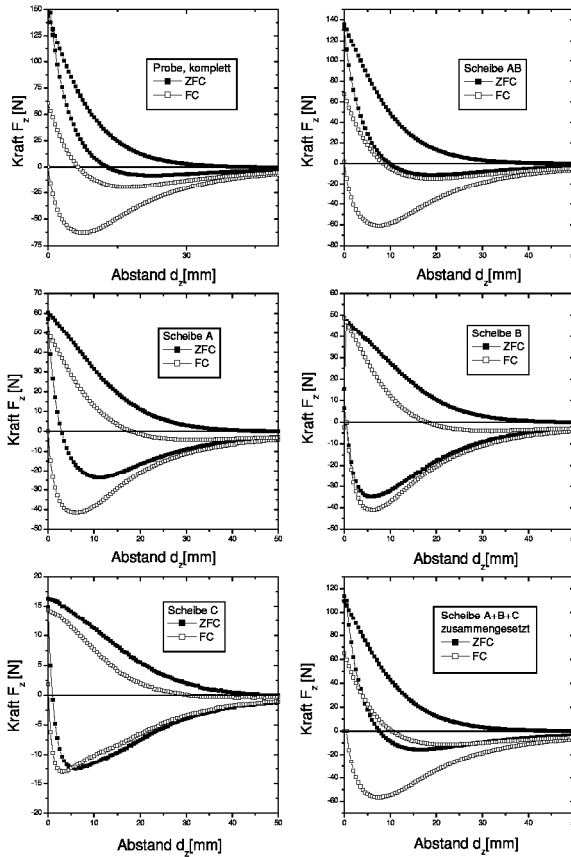 150
125
100
75
50
25
0
-25
-50
-75
Kraft F_z [N]
Probe, komplett
ZFC
FC
0
30
Abstand d_z[mm]
140
120
100
80
60
40
20
0
-20
-40
-60
-80
Kraft F_z [N]
Scheibe AB
ZFC
FC
0 10 20 30 40 50
Abstand d_z[mm]
70
60
50
40
30
20
10
0
-10
-20
-30
-40
-50
Kraft F_z [N]
Scheibe A
ZFC
FC
0 10 20 30 40 50
Abstand d_z[mm]
60
50
40
30
20
10
0
-10
-20
-30
-40
-50
Kraft F_z [N]
Scheibe B
ZFC
FC
0 10 20 30 40 50
Abstand d_z[mm]
20
15
10
5
0
-5
-10
-15
-20
Kraft F_z [N]
Scheibe C
ZFC
FC
0 10 20 30 40 50
Abstand d_z[mm]
120
100
80
60
40
20
0
-20
-40
-60
Kraft F_z [N]
Scheibe A+B+C
zusammengesetzt
ZFC
FC
0 10 20 30 40 50
Abstand d_z[mm]